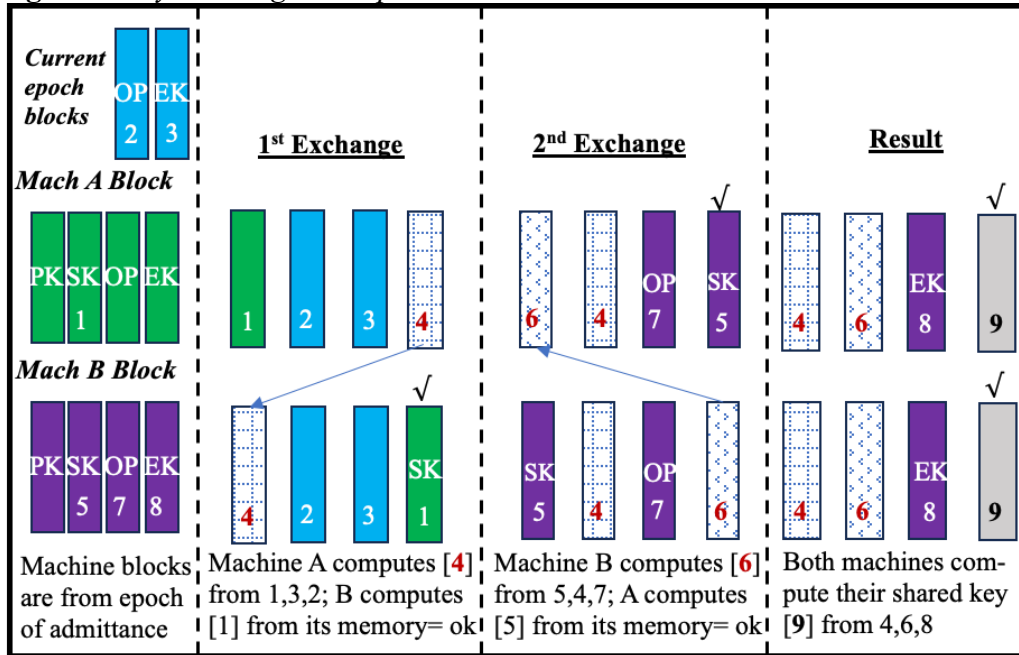 Current
epoch
blocks
OP EK
2 3
Mach A Block
PK SK OP EK
1
Mach B Block
PK SK OP EK
5 7 8
Machine blocks
are from epoch
of admittance
1st Exchange
1 2 3 4
√
SK
4 2 3 1
Machine A computes [4]
from 1,3,2; B computes
[1] from its memory= ok
2nd Exchange
√
OP SK
6 4 7 5
SK OP
5 4 7 6
Machine B computes [6]
from 5,4,7; A computes
[5] from its memory= ok
Result
√
EK
4 6 8 9
√
EK
4 6 8 9
Both machines com-
pute their shared key
[9] from 4,6,8